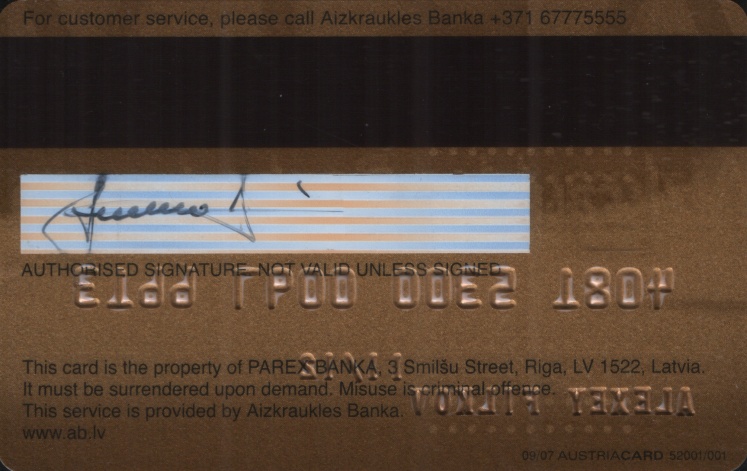 For customer service, please call Aizkraukles Banka +371 67775555
AUTHORISED SIGNATURE. NOT VALID UNLESS SIGNED
This card is the property of PAREX BANKA, 3 Smilšu Street, Riga, LV 1522, Latvia.
It must be surrendered upon demand. Misuse is criminal offence.
ALEXEY FILKOV
This service is provided by Aizkraukles Banka.
www.ab.lv
09/07 AUSTRIACARD 52001/001